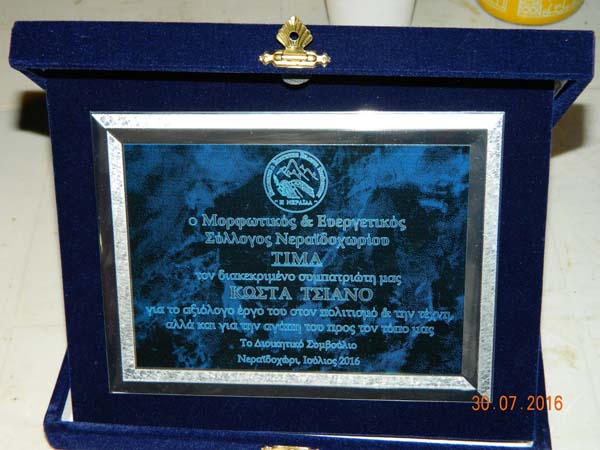 "Η ΝΕΡΑΪΔΑ"
ο Μορφωτικός & Ευεργετικός
Σύλλογος Νεραϊδοχωρίου
ΤΙΜΑ
τον διακεκριμένο συμπατριώτη μας
ΚΩΣΤΑ ΤΣΙΑΝΟ
για το αξιόλογο έργο του στον πολιτισμό & την τέχνη,
αλλά και για την αγάπη του προς τον τόπο μας
Το Διοικητικό Συμβούλιο
Νεραϊδοχώρι, Ιούλιος 2016
30.07.2016